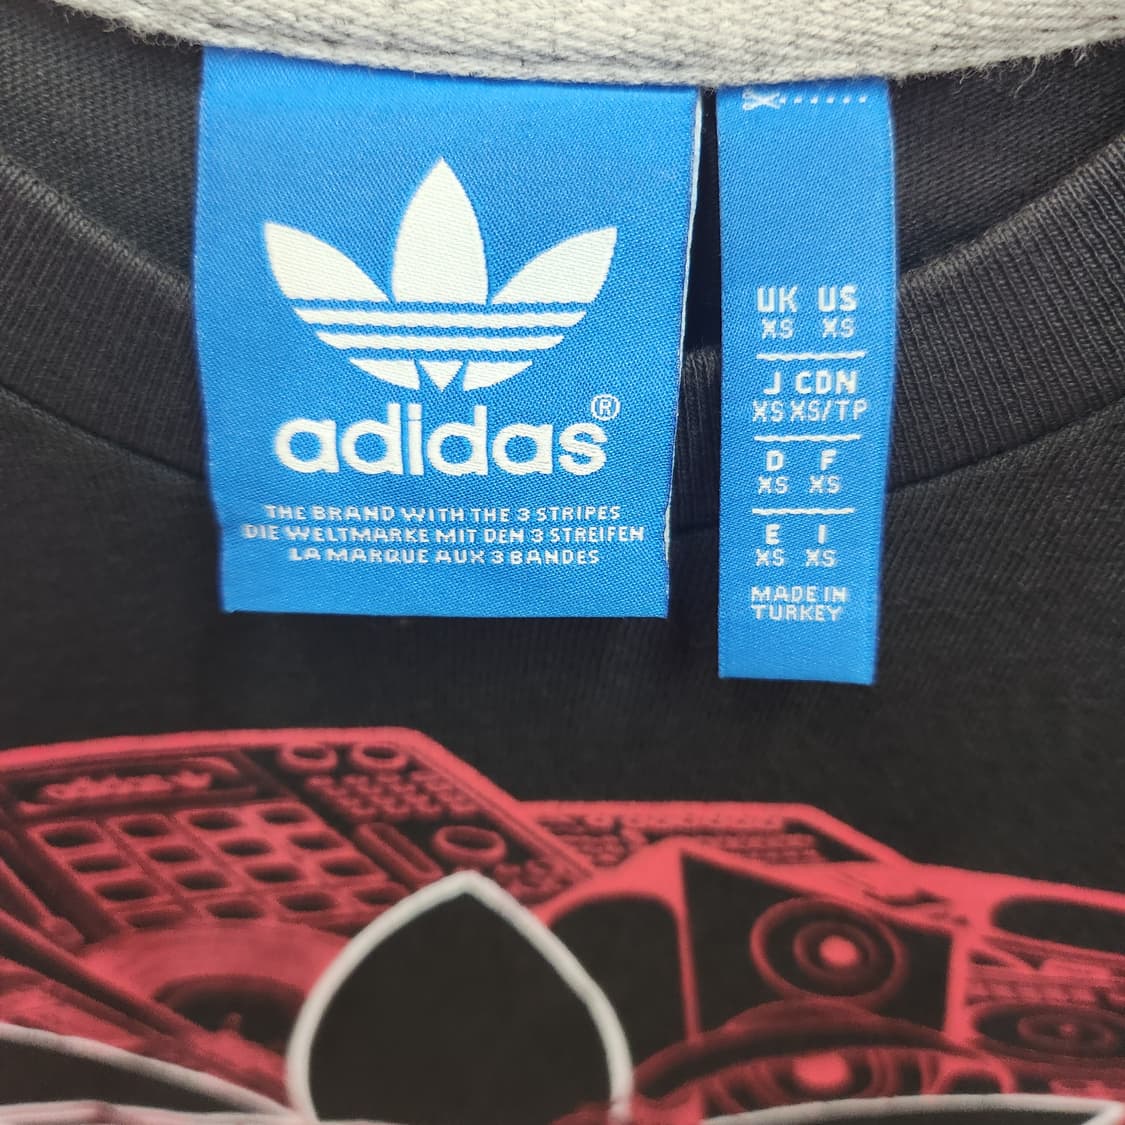 adidas®
THE BRAND WITH THE 3 STRIPES
DIE WELTMARKE MIT DEN 3 STREIFEN
LA MARQUE AUX 3 BANDES
UK US
XS XS
J CDN
XS XS/TP
D F
XS XS
E I
XS XS
MADE IN
TURKEY
adidas